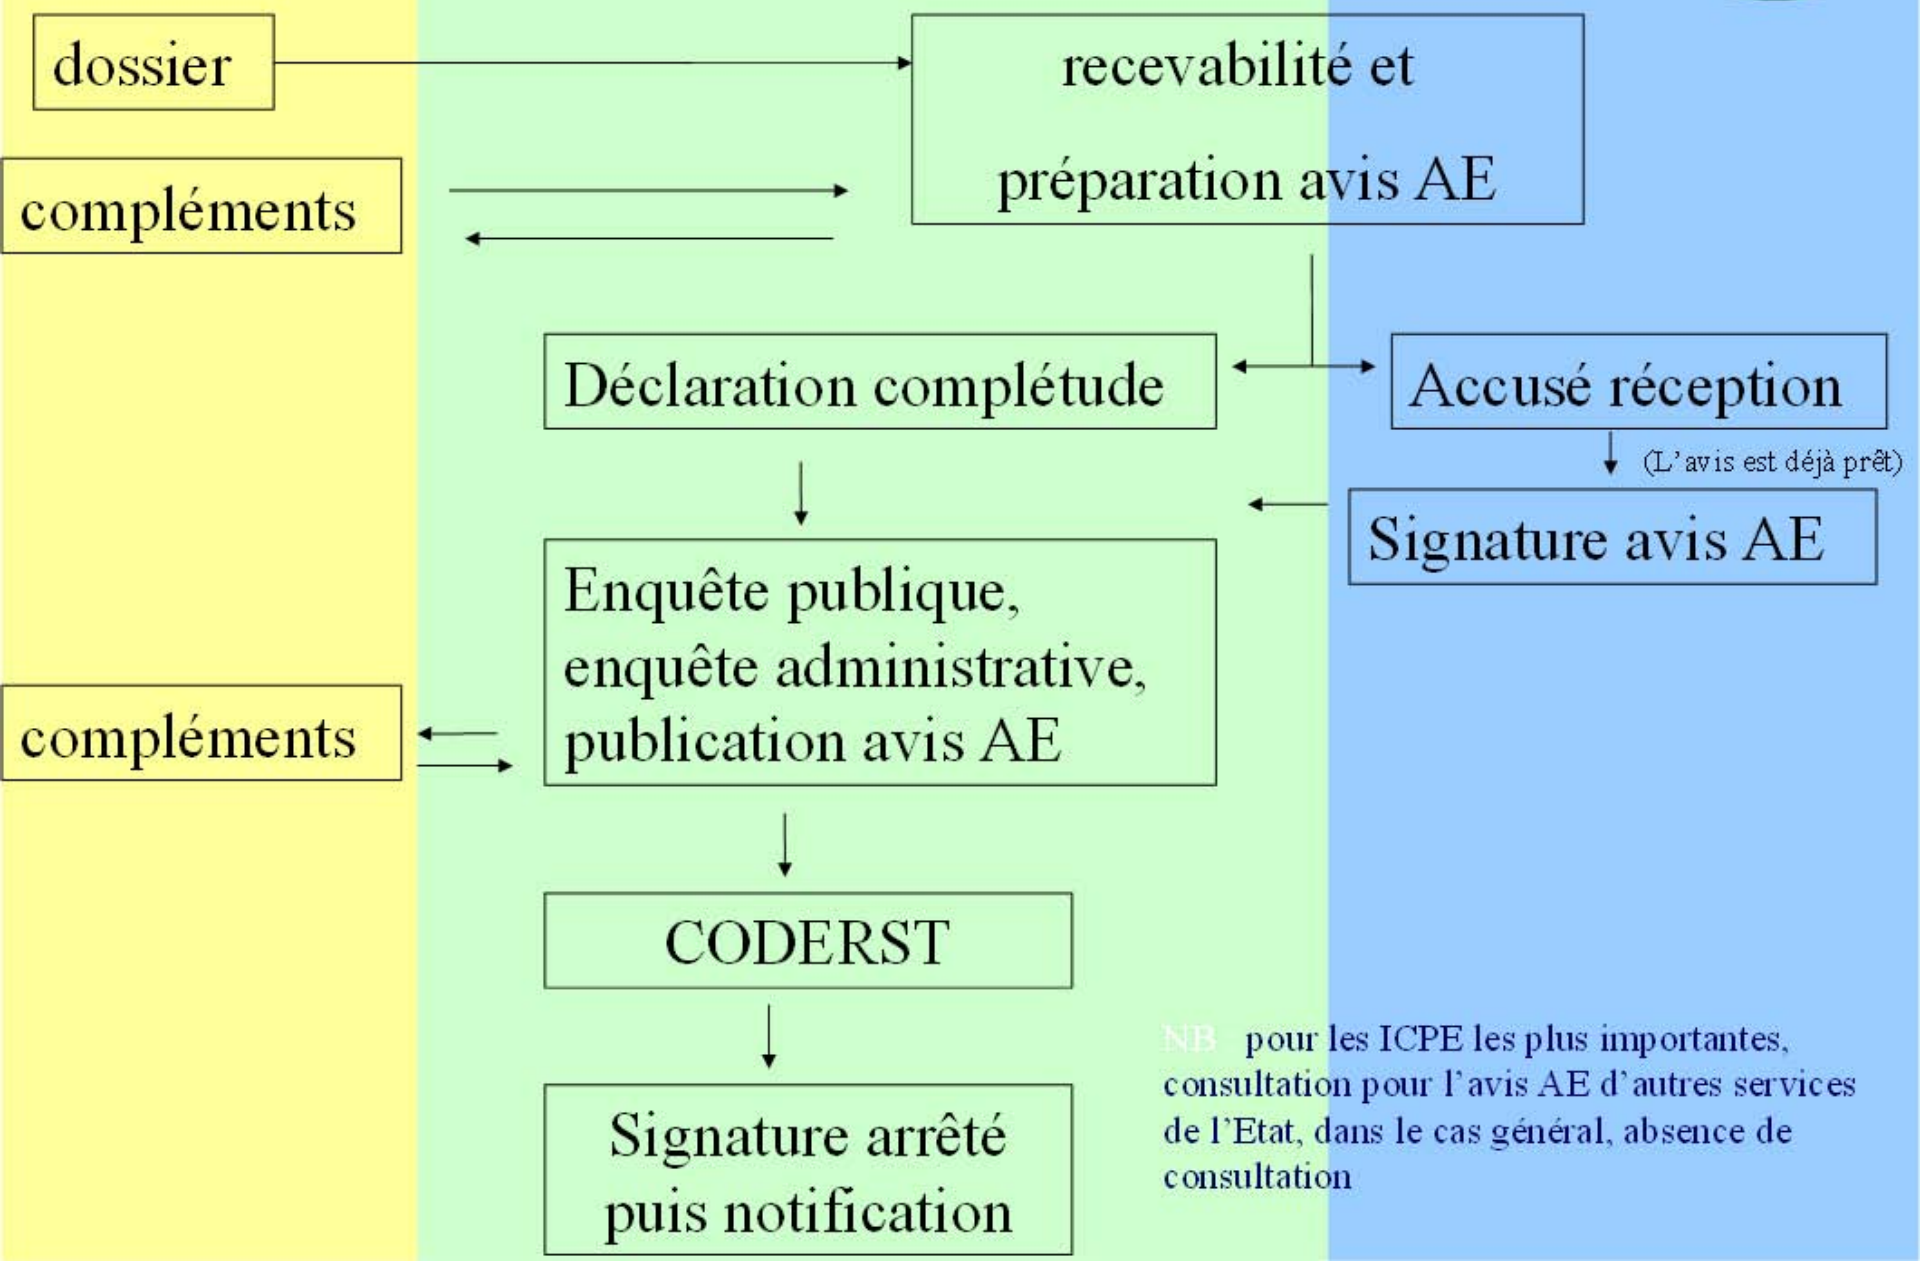 dossier
recevabilité et
préparation avis AE
compléments
Déclaration complétude
Accusé réception
(L'avis est déjà prêt)
Signature avis AE
Enquête publique,
enquête administrative,
publication avis AE
compléments
CODERST
Signature arrêté
puis notification
NB pour les ICPE les plus importantes,
consultation pour l'avis AE d'autres services
de l'Etat, dans le cas général, absence de
consultation